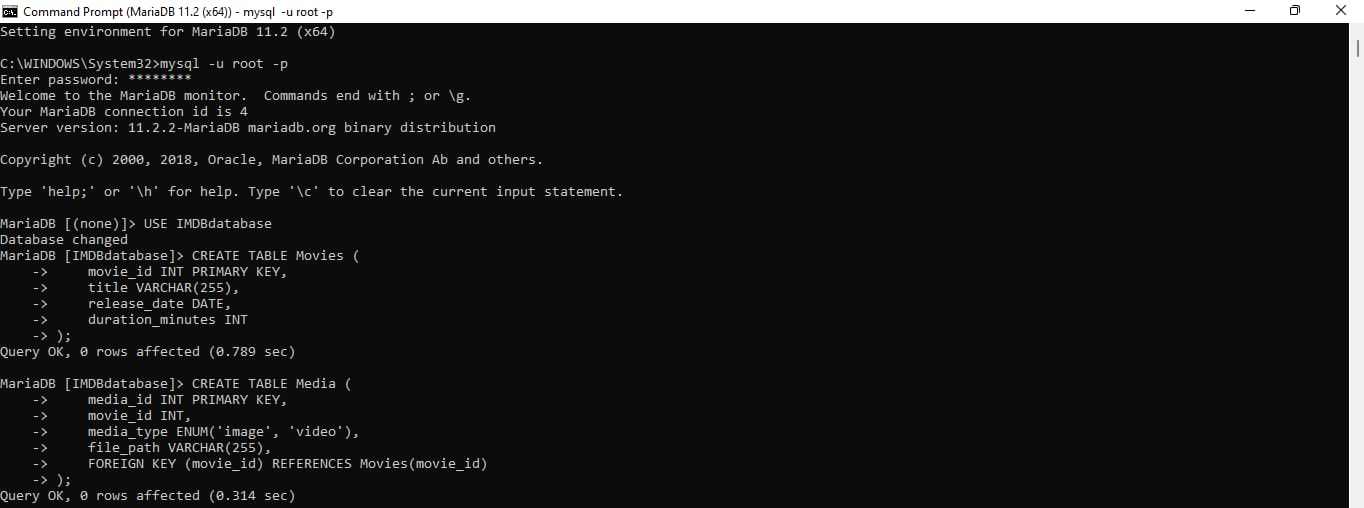 Command Prompt (MariaDB 11.2 (x64)) - mysql  -u root -p
Setting environment for MariaDB 11.2 (x64)
C:\WINDOWS\System32>mysql -u root -p
Enter password: ********
Welcome to the MariaDB monitor.  Commands end with ; or \g.
Your MariaDB connection id is 4
Server version: 11.2.2-MariaDB mariadb.org binary distribution
Copyright (c) 2000, 2018, Oracle, MariaDB Corporation Ab and others.
Type 'help;' or '\h' for help. Type '\c' to clear the current input statement.
MariaDB [(none)]> USE IMDBdatabase
Database changed
MariaDB [IMDBdatabase]> CREATE TABLE Movies (
    ->     movie_id INT PRIMARY KEY,
    ->     title VARCHAR(255),
    ->     release_date DATE,
    ->     duration_minutes INT
    -> );
Query OK, 0 rows affected (0.789 sec)
MariaDB [IMDBdatabase]> CREATE TABLE Media (
    ->     media_id INT PRIMARY KEY,
    ->     movie_id INT,
    ->     media_type ENUM('image', 'video'),
    ->     file_path VARCHAR(255),
    ->     FOREIGN KEY (movie_id) REFERENCES Movies(movie_id)
    -> );
Query OK, 0 rows affected (0.314 sec)